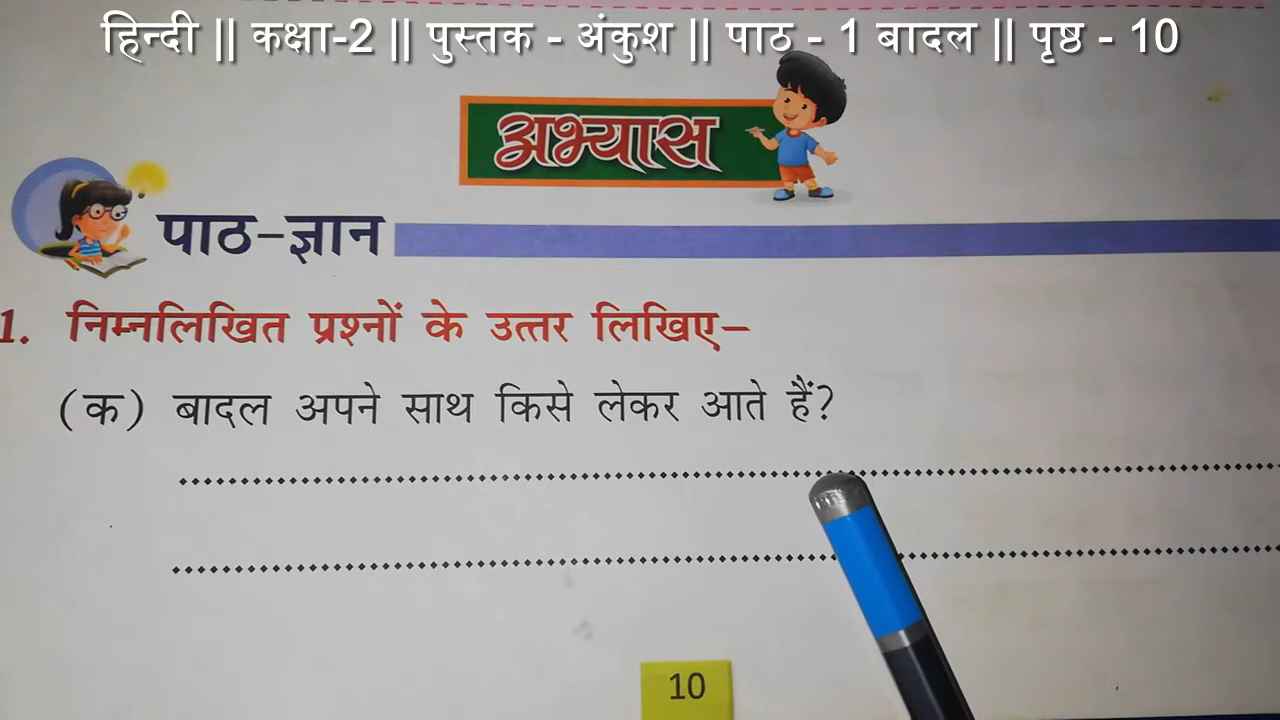 हिन्दी || कक्षा-2 || पुस्तक - अंकुश || पाठ - 1 बादल || पृष्ठ - 10
अभ्यास
पाठ-ज्ञान
1. निम्नलिखित प्रश्नों के उत्तर लिखिए–
(क) बादल अपने साथ किसे लेकर आते हैं?
10